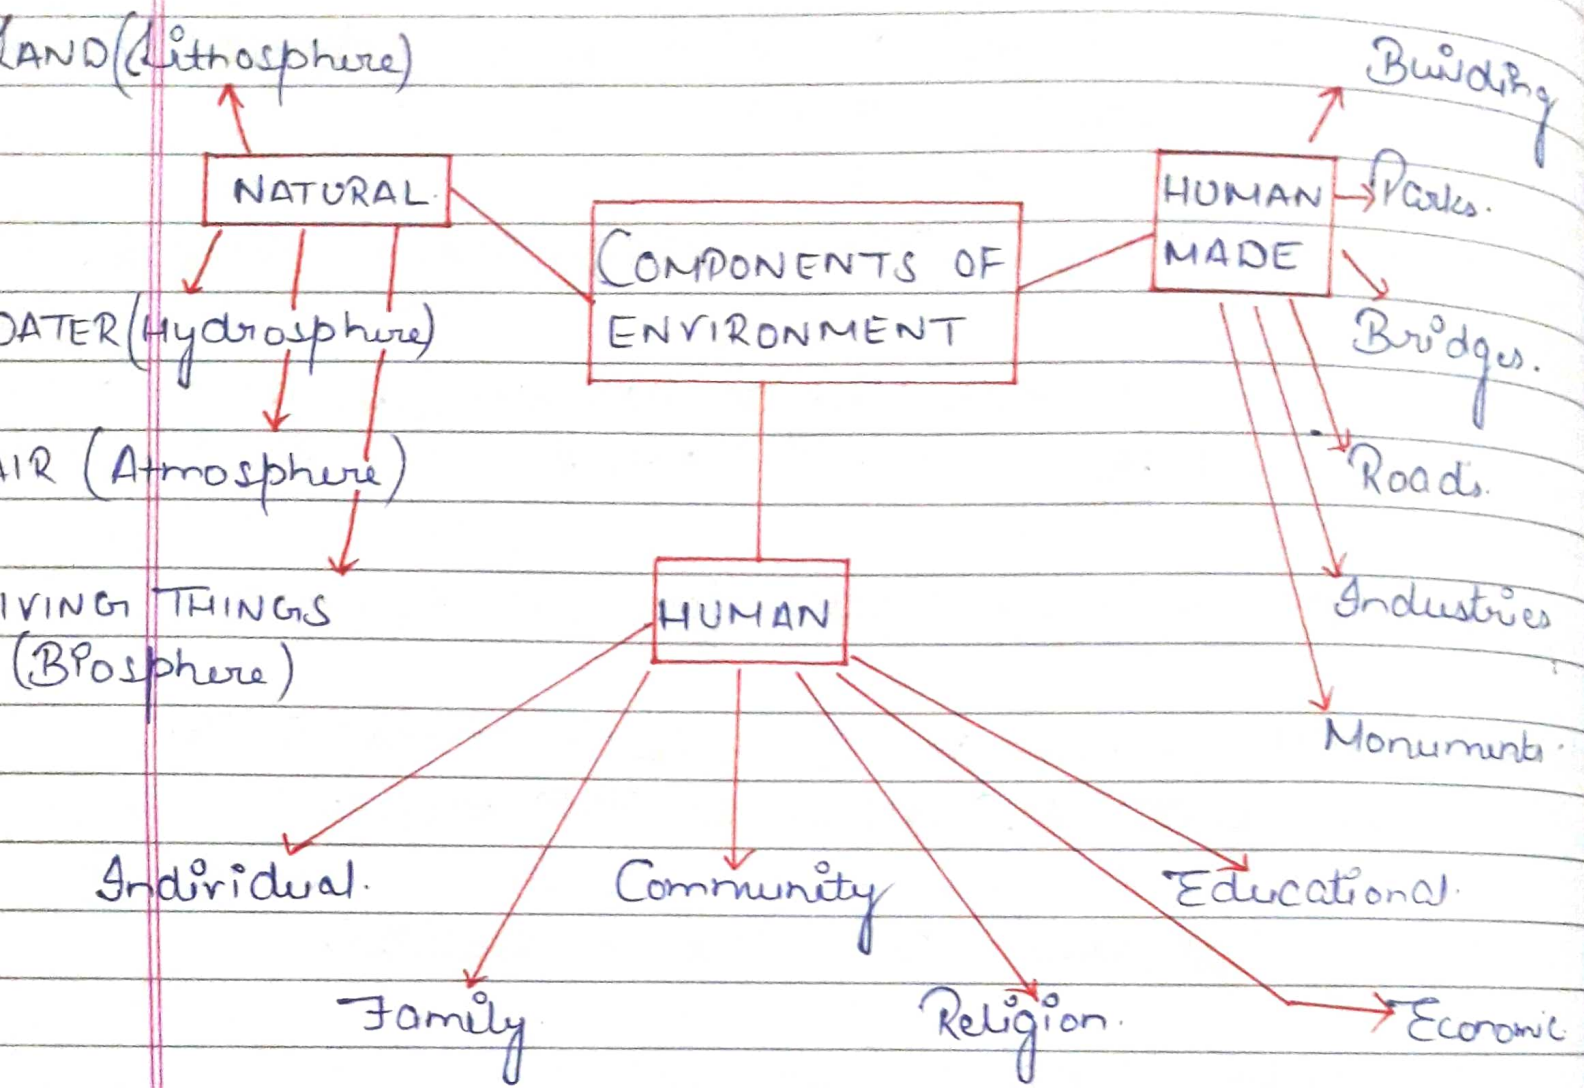 LAND (Lithosphere)
NATURAL.
WATER (Hydrosphere)
AIR (Atmosphere)
LIVING THINGS
(Biosphere)
COMPONENTS OF
ENVIRONMENT
HUMAN
MADE
Building
Parks.
Bridges.
Roads.
Industries
Monuments.
HUMAN
Individual.
Family
Community
Religion.
Educational.
Economic.